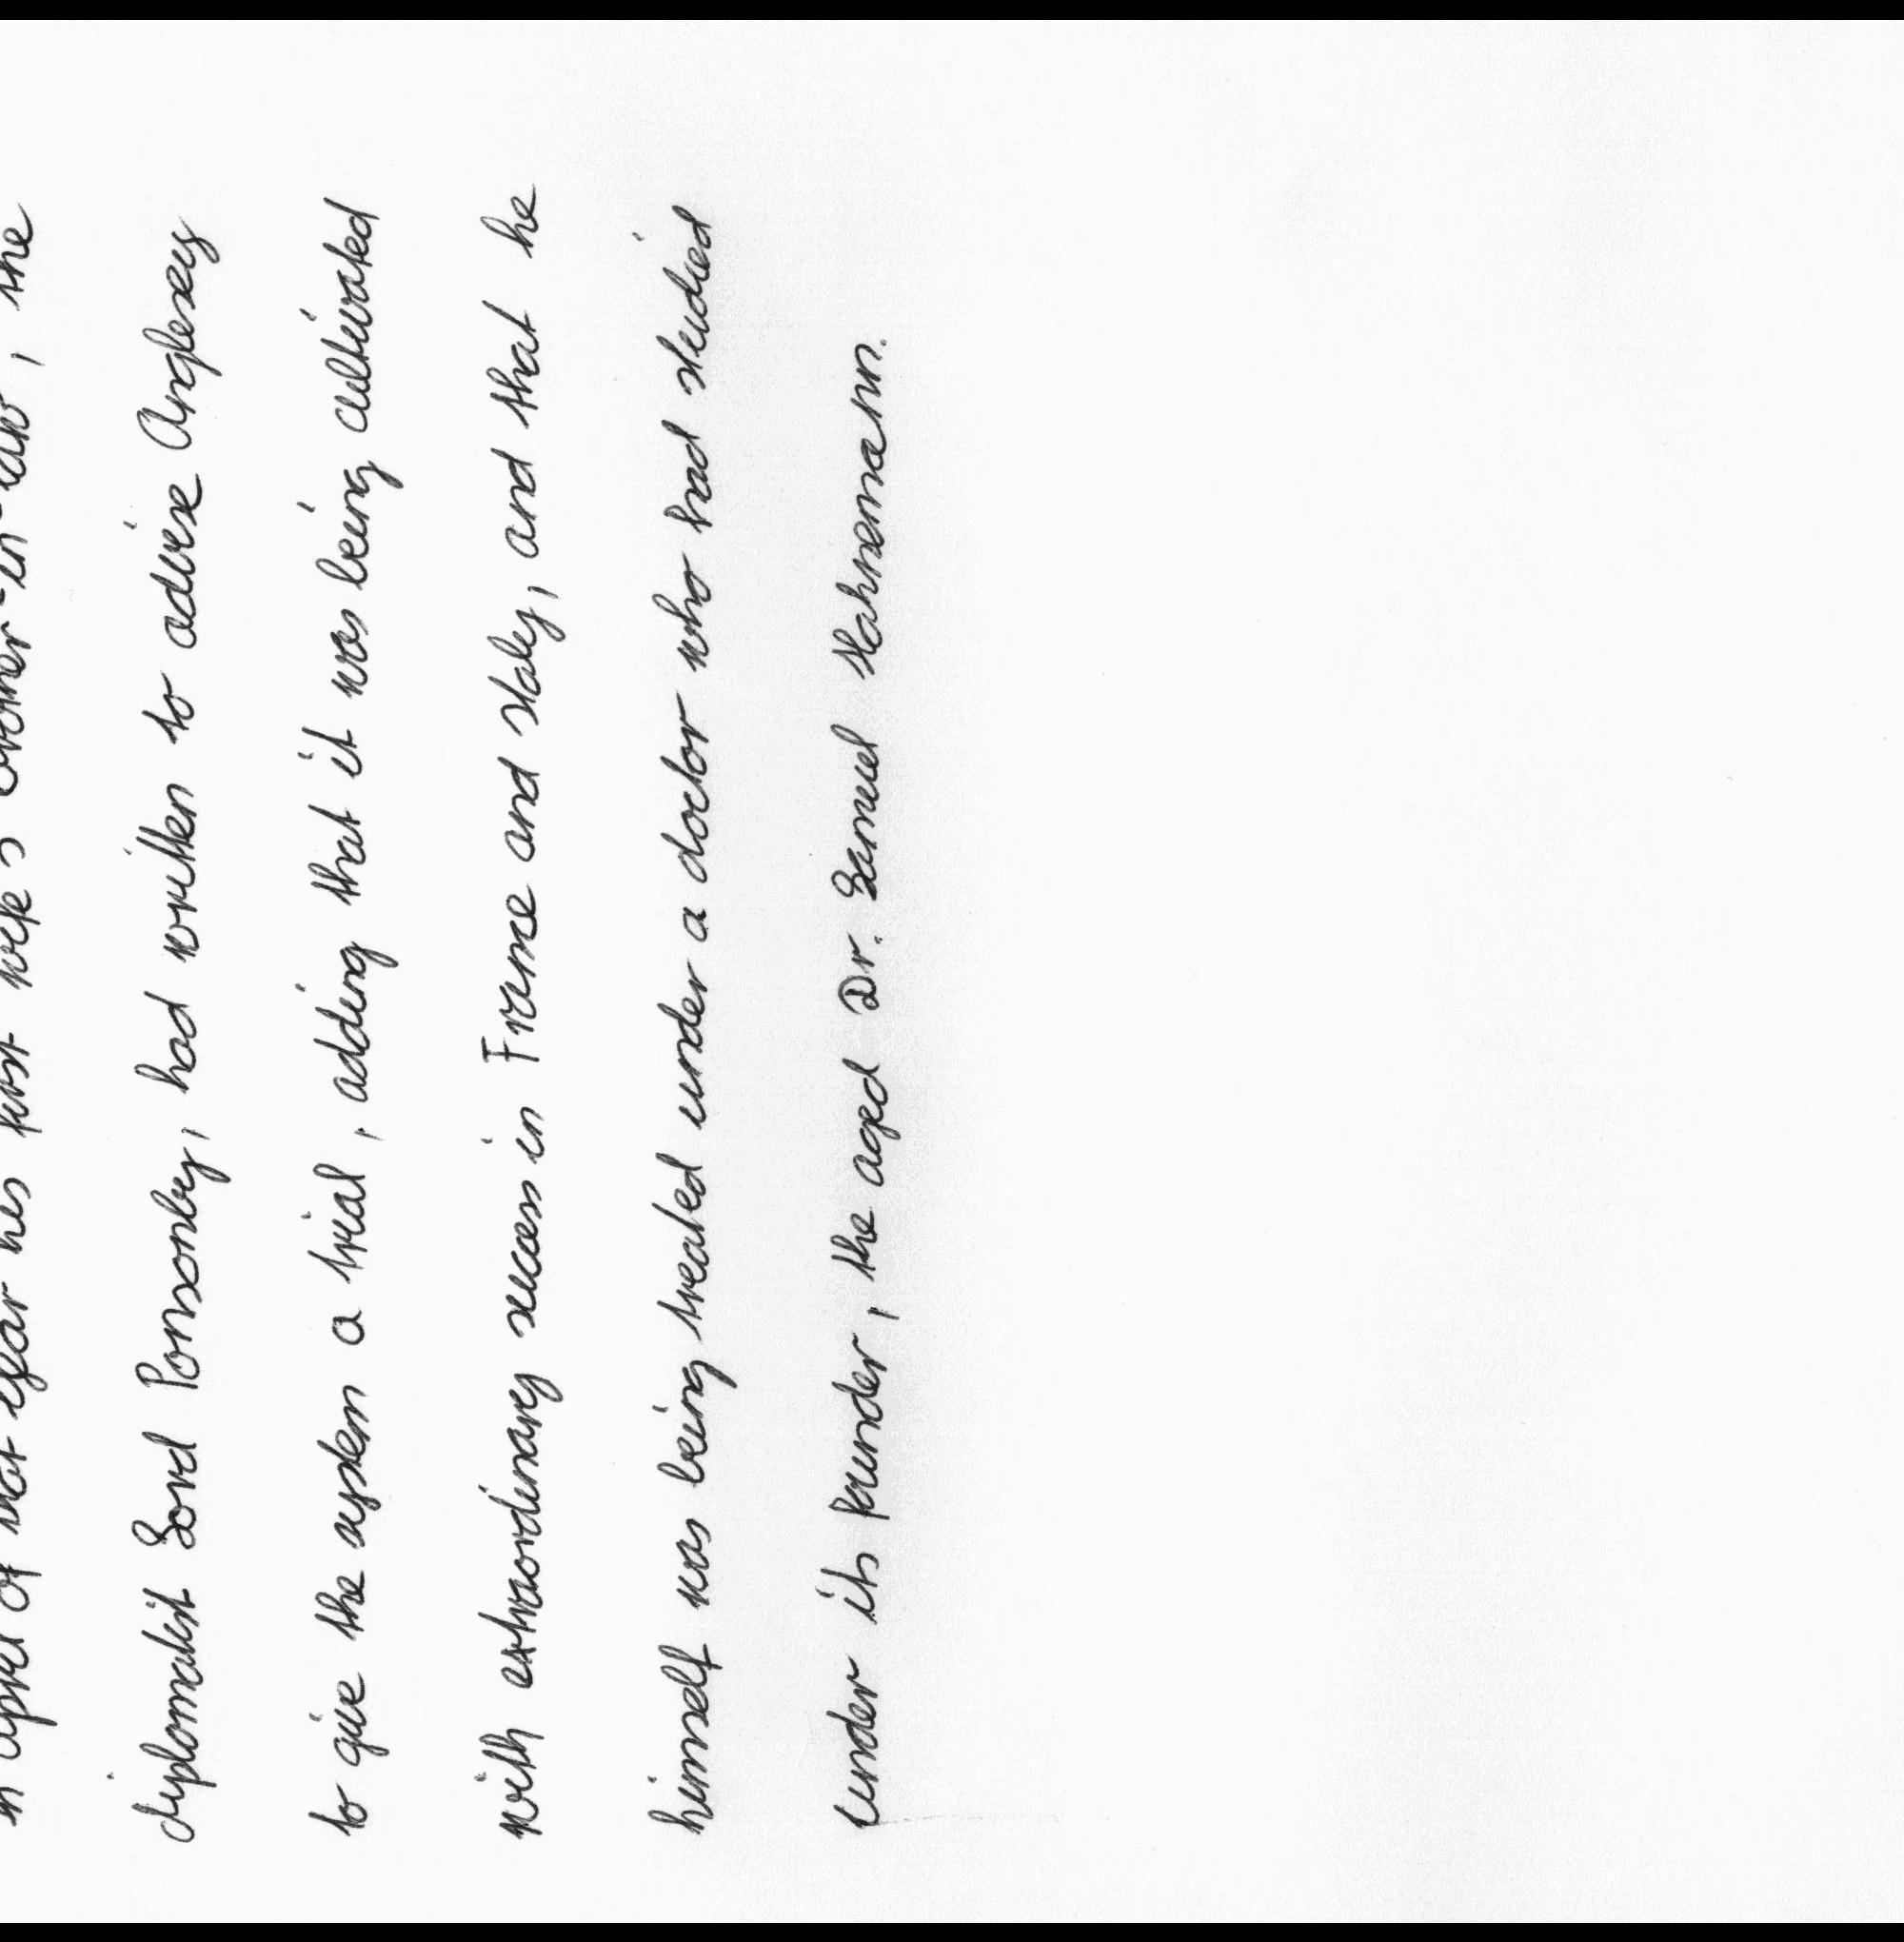 in April of that year his first wife's brother-in-law, the
diplomatist Lord Ponsonby, had written to advise Anglesey
to give the system a trial, adding that it was being cultivated
with extraordinary success in France and Italy, and that he
himself was being treated under a doctor who had studied
under its founder, the aged Dr. Samuel Hahnemann.